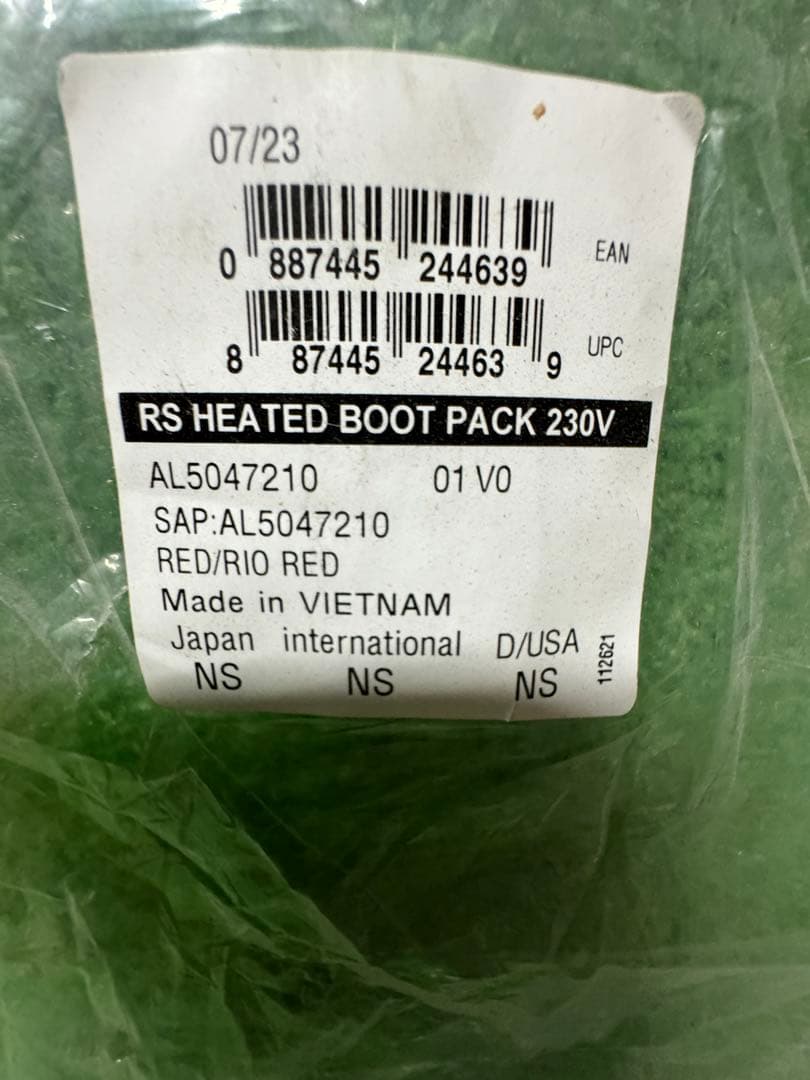 07/23
0 887445 244639 EAN
8 87445 24463 9 UPC
RS HEATED BOOT PACK 230V
AL5047210 01 V0
SAP:AL5047210
RED/RIO RED
Made in VIETNAM
Japan international D/USA
NS NS NS
112621